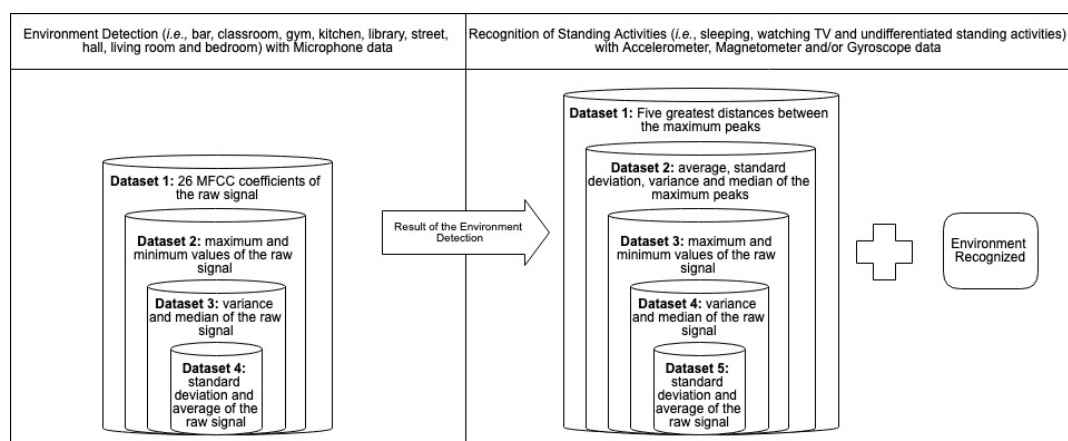 Environment Detection (i.e., bar, classroom, gym, kitchen, library, street,
hall, living room and bedroom) with Microphone data
Recognition of Standing Activities (i.e., sleeping, watching TV and undifferentiated standing activities)
with Accelerometer, Magnetometer and/or Gyroscope data
Dataset 1: 26 MFCC coefficients of
the raw signal
Dataset 2: maximum and
minimum values of the raw
signal
Dataset 3: variance
and median of the raw
signal
Dataset 4:
standard
deviation and
average of the
raw signal
Result of the Environment
Detection
Dataset 1: Five greatest distances between
the maximum peaks
Dataset 2: average, standard
deviation, variance and median of the
maximum peaks
Dataset 3: maximum and
minimum values of the raw
signal
Dataset 4: variance
and median of the raw
signal
Dataset 5:
standard
deviation and
average of the
raw signal
Environment
Recognized